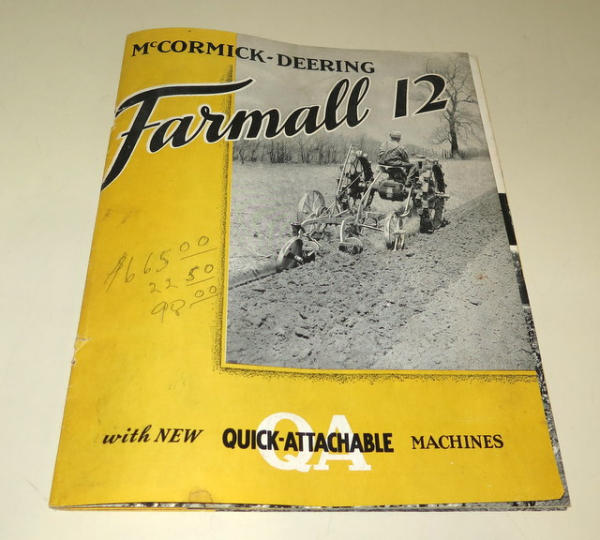 McCORMICK-DEERING
Farmall 12
$665 00
22 50
98 00
with NEW QUICK-ATTACHABLE MACHINES
QA